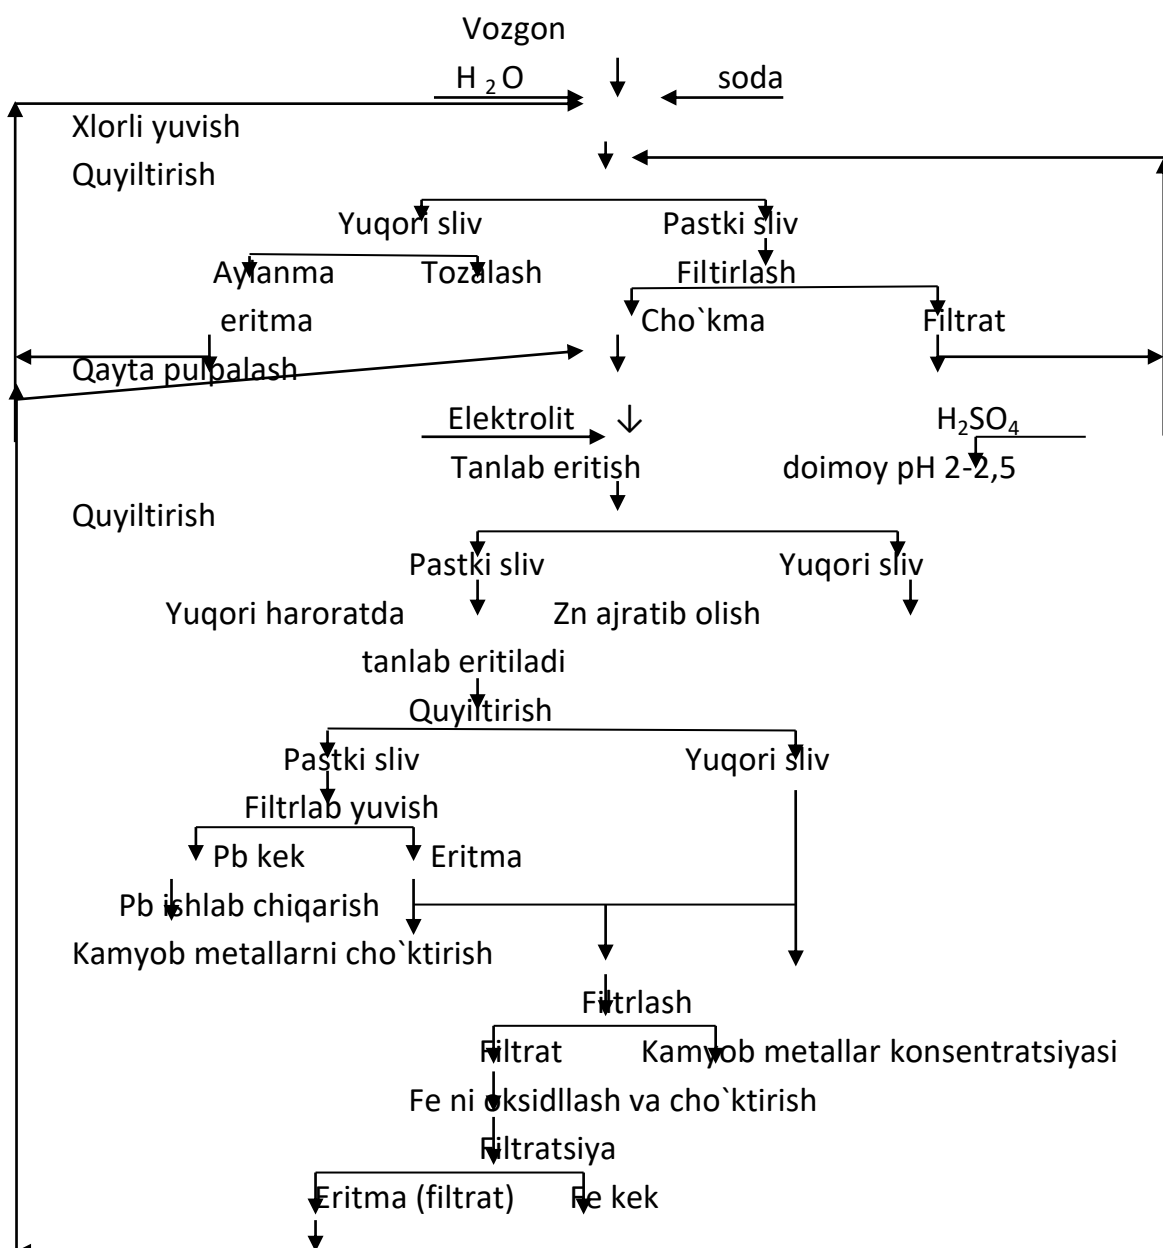 Vozgon
H 2 O soda
Xlorli yuvish
Quyiltirish
Yuqori sliv Pastki sliv
Aylanma Tozalash Filtirlash
eritma Cho`kma Filtrat
Qayta pulpalash
Elektrolit H2SO4
Tanlab eritish doimoy pH 2-2,5
Quyiltirish
Pastki sliv Yuqori sliv
Yuqori haroratda Zn ajratib olish
tanlab eritiladi
Quyiltirish
Pastki sliv Yuqori sliv
Filtrlab yuvish
Pb kek Eritma
Pb ishlab chiqarish
Kamyob metallarni cho`ktirish
Filtrlash
Filtrat Kamyob metallar konsentratsiyasi
Fe ni oksidllash va cho`ktirish
Filtratsiya
Eritma (filtrat) Fe kek